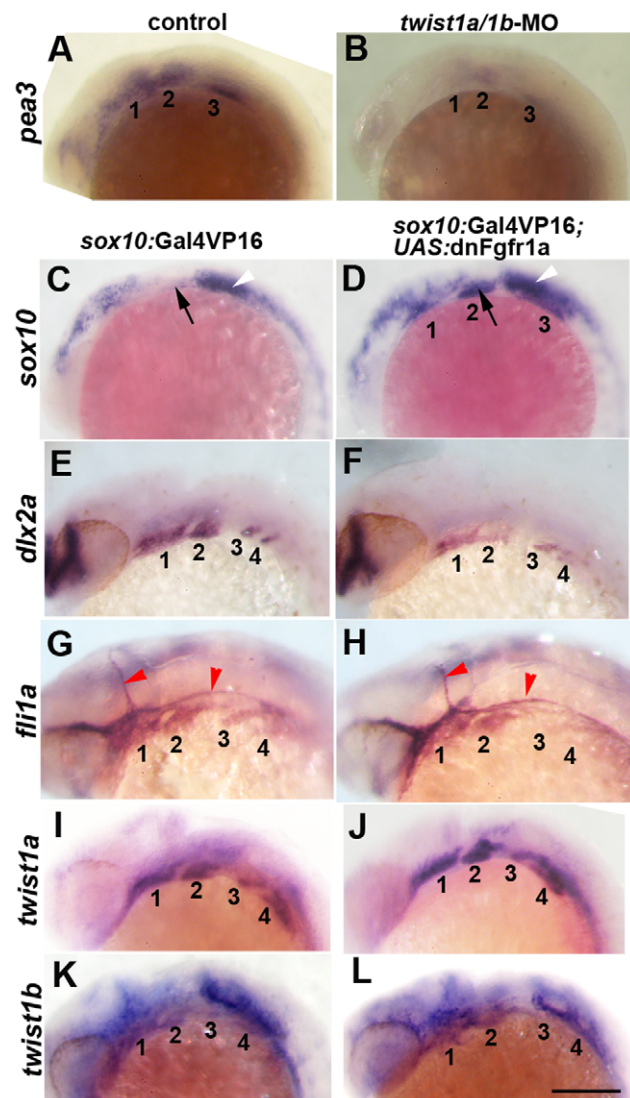 control twist1a/1b-MO
A B
pea3
1 2 3 1 2 3
sox10:Gal4VP16 sox10:Gal4VP16;
UAS:dnFgfr1a
C D
sox10
1 2 3
E F
dlx2a
1 2 3 4 1 2 3 4
G H
fli1a
1 2 3 4 1 2 3 4
I J
twist1a
1 2 3 4 1 2 3 4
K L
twist1b
1 2 3 4 1 2 3 4